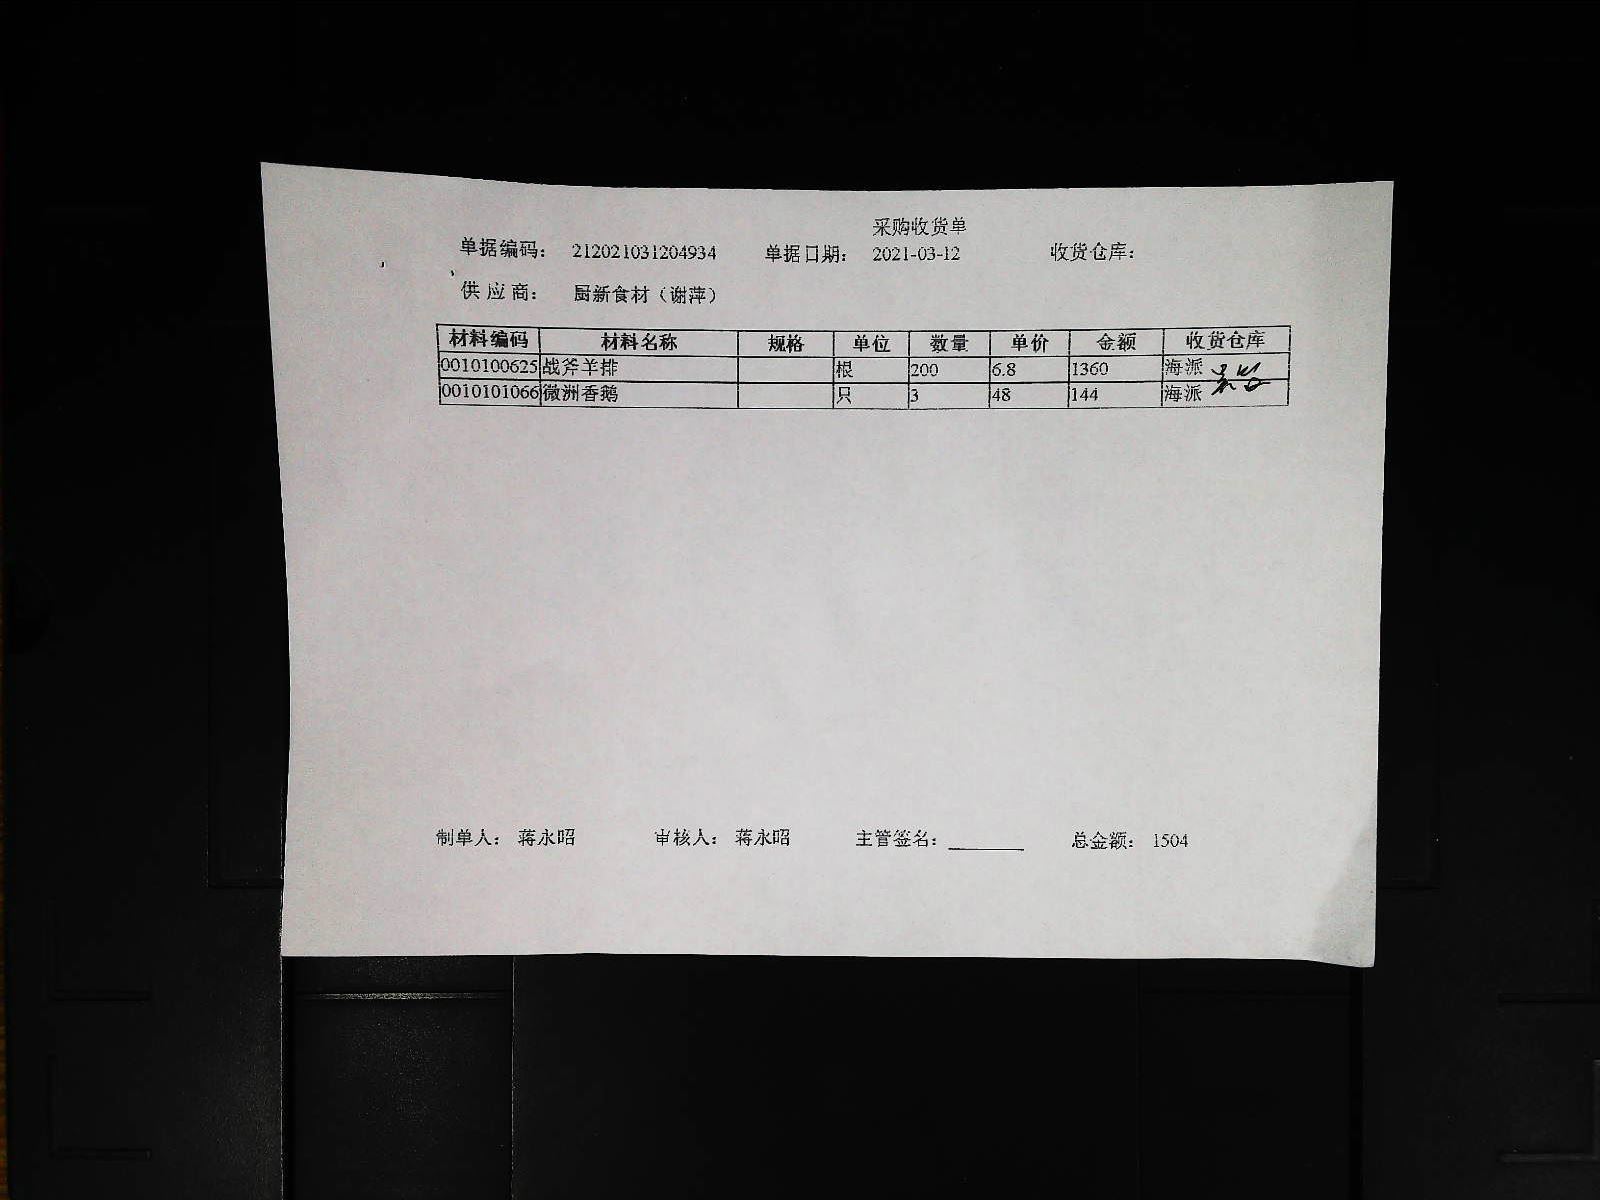 采购收货单
单据编码： 212021031204934 单据日期： 2021-03-12 收货仓库：
供 应 商： 厨新食材（谢萍）
材料编码 材料名称 规格 单位 数量 单价 金额 收货仓库
0010100625 战斧羊排 根 200 6.8 1360 海派
0010101066 微洲香鹅 只 3 48 144 海派
制单人： 蒋永昭 审核人： 蒋永昭 主管签名： 总金额： 1504